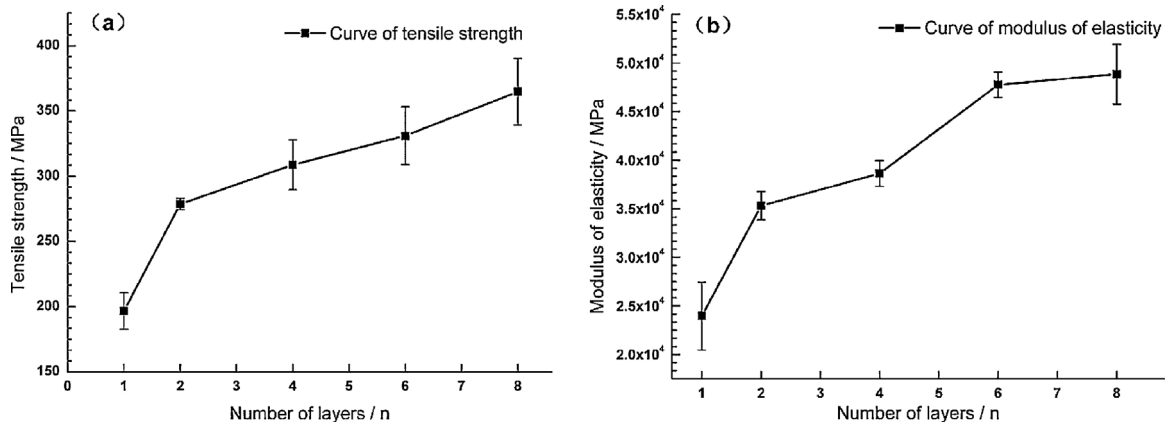 (a)
Curve of tensile strength
Tensile strength / MPa
400
350
300
250
200
150
0 1 2 3 4 5 6 7 8
Number of layers / n
(b)
Curve of modulus of elasticity
Modulus of elasticity / MPa
5.5x10⁴
5.0x10⁴
4.5x10⁴
4.0x10⁴
3.5x10⁴
3.0x10⁴
2.5x10⁴
2.0x10⁴
1 2 3 4 5 6 7 8
Number of layers / n